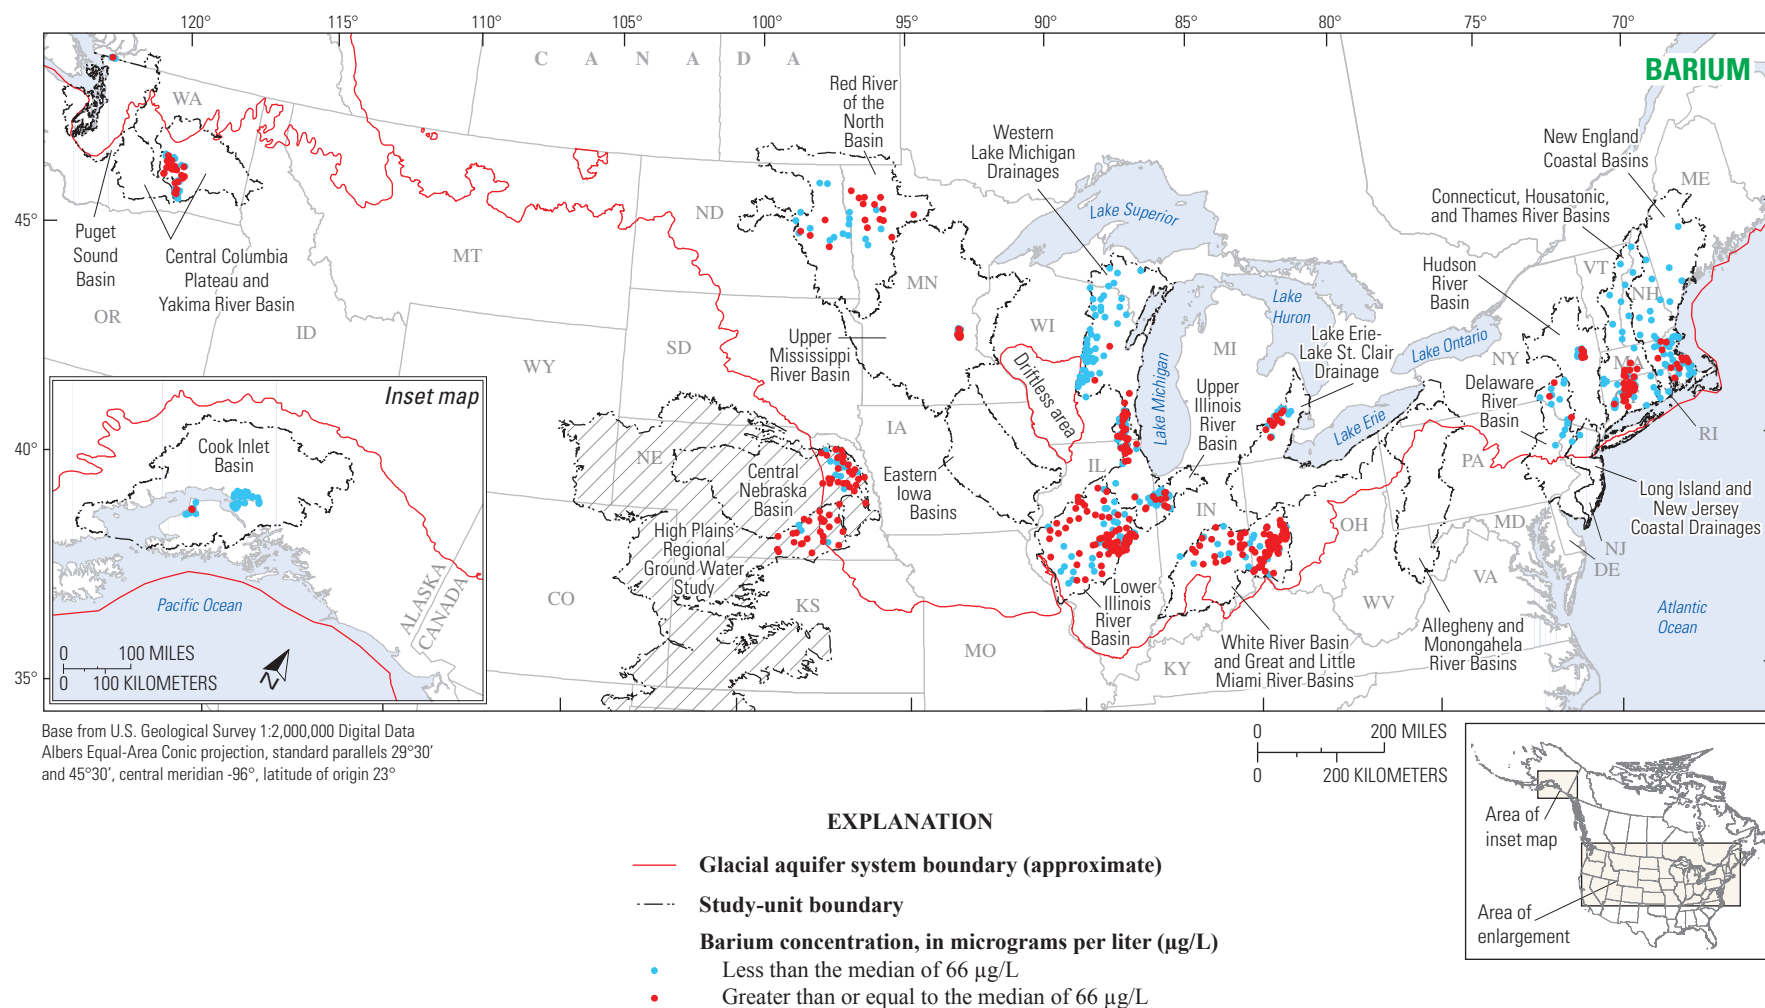 120°
115°
110°
105°
100°
95°
90°
85°
80°
75°
70°
45°
40°
35°
BARIUM
C A N A D A
WA
OR
ID
MT
WY
ND
SD
NE
CO
KS
MN
IA
MO
WI
IL
MI
IN
OH
KY
WV
VA
PA
NY
VT
NH
ME
MA
RI
NJ
MD
DE
Puget
Sound
Basin
Central Columbia
Plateau and
Yakima River Basin
Red River
of the
North
Basin
Western
Lake Michigan
Drainages
Lake Superior
Lake
Huron
Lake Michigan
Lake Erie
Lake Ontario
Upper
Mississippi
River Basin
Driftless area
Upper
Illinois
River
Basin
Lake Erie-
Lake St. Clair
Drainage
New England
Coastal Basins
Connecticut, Housatonic,
and Thames River Basins
Hudson
River
Basin
Delaware
River
Basin
Long Island and
New Jersey
Coastal Drainages
Central
Nebraska
Basin
High Plains
Regional
Ground Water
Study
Eastern
Iowa
Basins
Lower
Illinois
River
Basin
White River Basin
and Great and Little
Miami River Basins
Allegheny and
Monongahela
River Basins
Atlantic
Ocean
Inset map
Cook Inlet
Basin
Pacific Ocean
ALASKA
CANADA
0 100 MILES
0 100 KILOMETERS
N
Base from U.S. Geological Survey 1:2,000,000 Digital Data
Albers Equal-Area Conic projection, standard parallels 29°30′
and 45°30′, central meridian -96°, latitude of origin 23°
0 200 MILES
0 200 KILOMETERS
Area of
inset map
Area of
enlargement
EXPLANATION
Glacial aquifer system boundary (approximate)
Study-unit boundary
Barium concentration, in micrograms per liter (µg/L)
Less than the median of 66 µg/L
Greater than or equal to the median of 66 µg/L